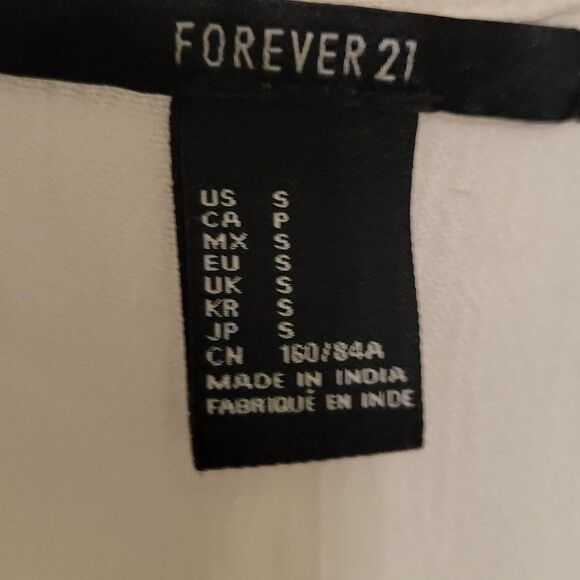 FOREVER 21
US S
CA P
MX S
EU S
UK S
KR S
JP S
CN 160/84A
MADE IN INDIA
FABRIQUÉ EN INDE